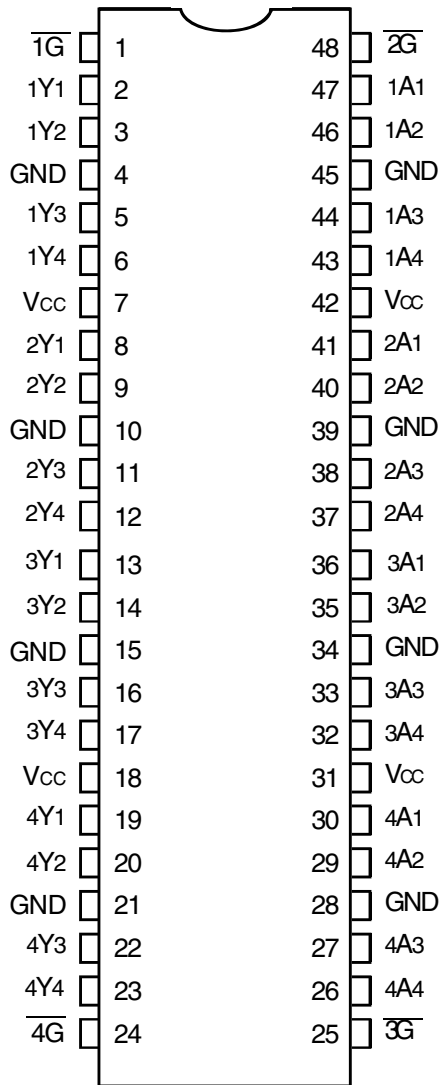 1G 1 48 2G
1Y1 2 47 1A1
1Y2 3 46 1A2
GND 4 45 GND
1Y3 5 44 1A3
1Y4 6 43 1A4
VCC 7 42 VCC
2Y1 8 41 2A1
2Y2 9 40 2A2
GND 10 39 GND
2Y3 11 38 2A3
2Y4 12 37 2A4
3Y1 13 36 3A1
3Y2 14 35 3A2
GND 15 34 GND
3Y3 16 33 3A3
3Y4 17 32 3A4
VCC 18 31 VCC
4Y1 19 30 4A1
4Y2 20 29 4A2
GND 21 28 GND
4Y3 22 27 4A3
4Y4 23 26 4A4
4G 24 25 3G